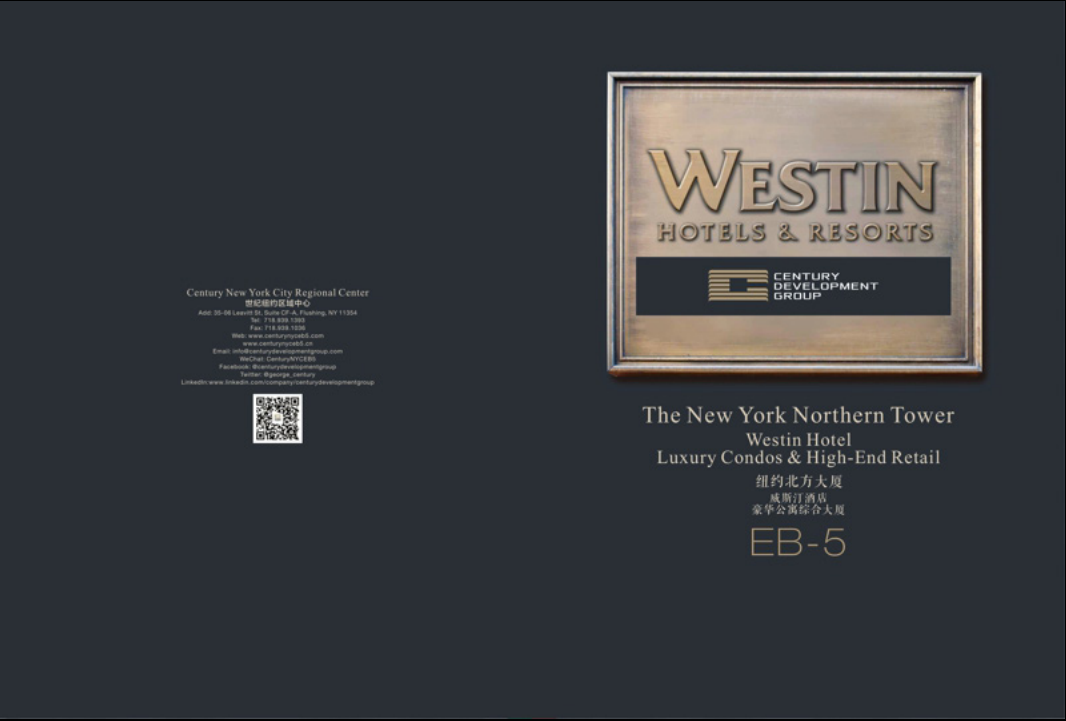 Century New York City Regional Center
世纪纽约区域中心
Add: 35-06 Leavitt St, Suite CF-A, Flushing, NY 11354
Tel: 718.939.1393
Fax: 718.939.1036
Web: www.centurynyceb5.com
www.centurynyceb5.cn
Email: info@centurydevelopmentgroup.com
WeChat: CenturyNYCEB5
Facebook: @centurydevelopmentgroup
Twitter: @george_century
LinkedIn:www.linkedin.com/company/centurydevelopmentgroup
WESTIN
HOTELS & RESORTS
CENTURY
DEVELOPMENT
GROUP
The New York Northern Tower
Westin Hotel
Luxury Condos & High-End Retail
纽约北方大厦
威斯汀酒店
豪华公寓综合大厦
EB-5